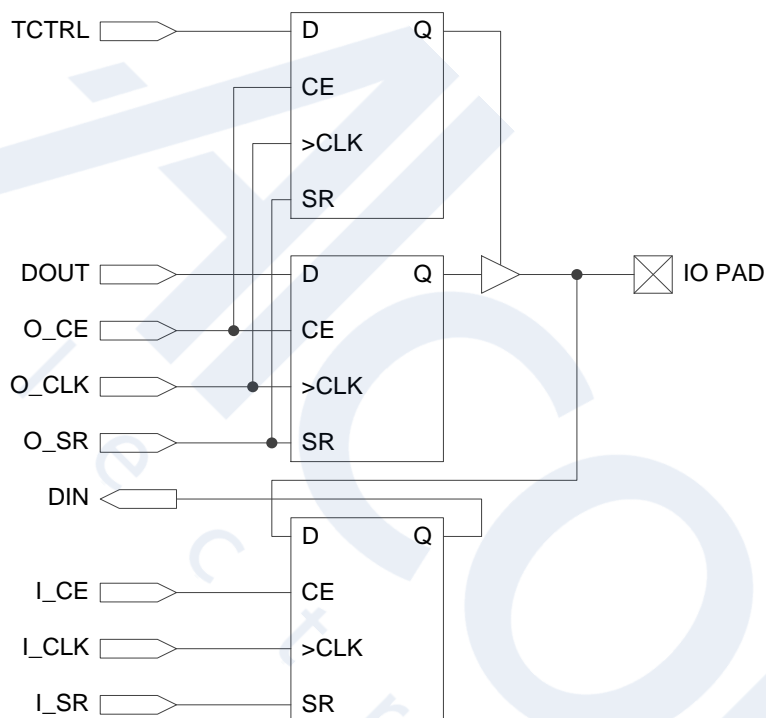 TCTRL D Q
CE
>CLK
SR
DOUT D Q IO PAD
O_CE CE
O_CLK >CLK
O_SR SR
DIN
D Q
I_CE CE
I_CLK >CLK
I_SR SR